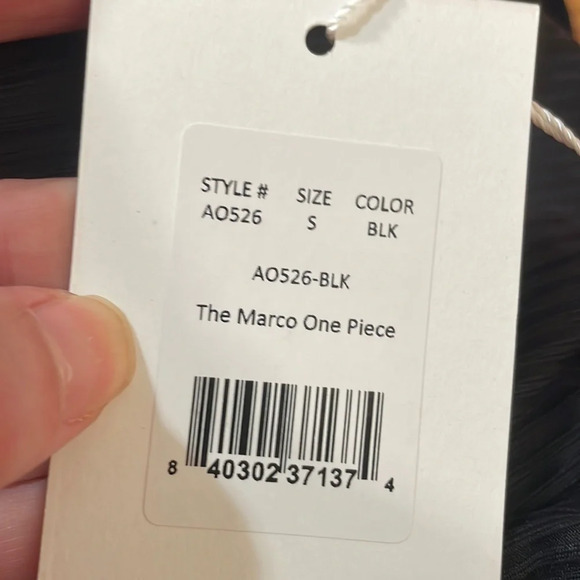 STYLE # SIZE COLOR
AO526 S BLK
AO526-BLK
The Marco One Piece
8 40302 37137 4